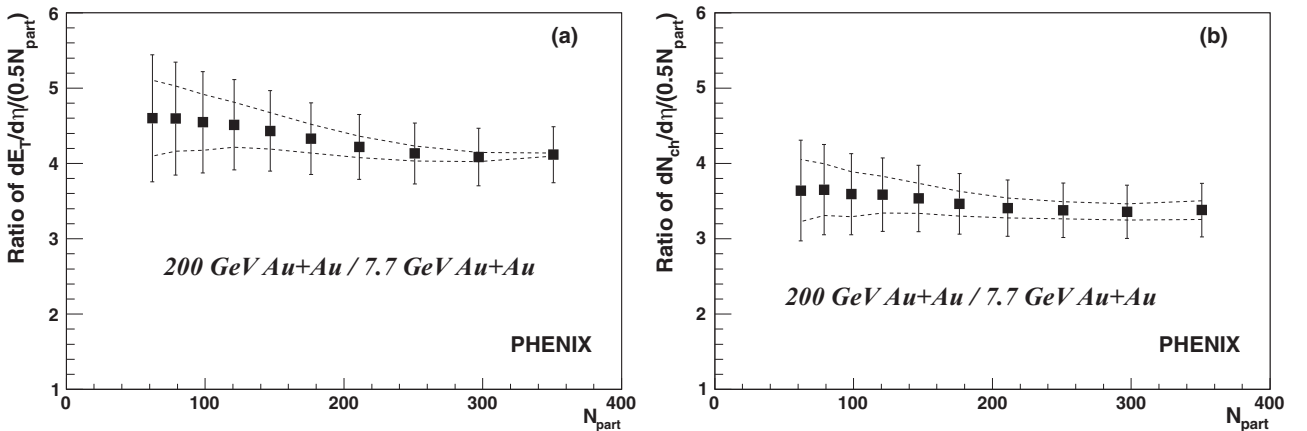 Ratio of dE_T/dη/(0.5N_part)
6
5
4
3
2
1
(a)
200 GeV Au+Au / 7.7 GeV Au+Au
PHENIX
0 100 200 300 400
N_part
Ratio of dN_ch/dη/(0.5N_part)
6
5
4
3
2
1
(b)
200 GeV Au+Au / 7.7 GeV Au+Au
PHENIX
0 100 200 300 400
N_part